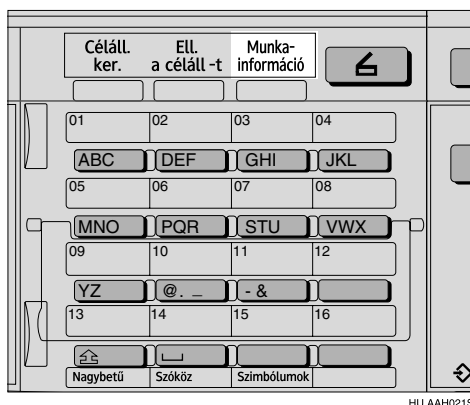 Céláll. Ell. Munka-
ker. a céláll -t információ
01 02 03 04
ABC DEF GHI JKL
05 06 07 08
MNO PQR STU VWX
09 10 11 12
YZ @. _ - &
13 14 15 16
Nagybetű Szóköz Szimbólumok